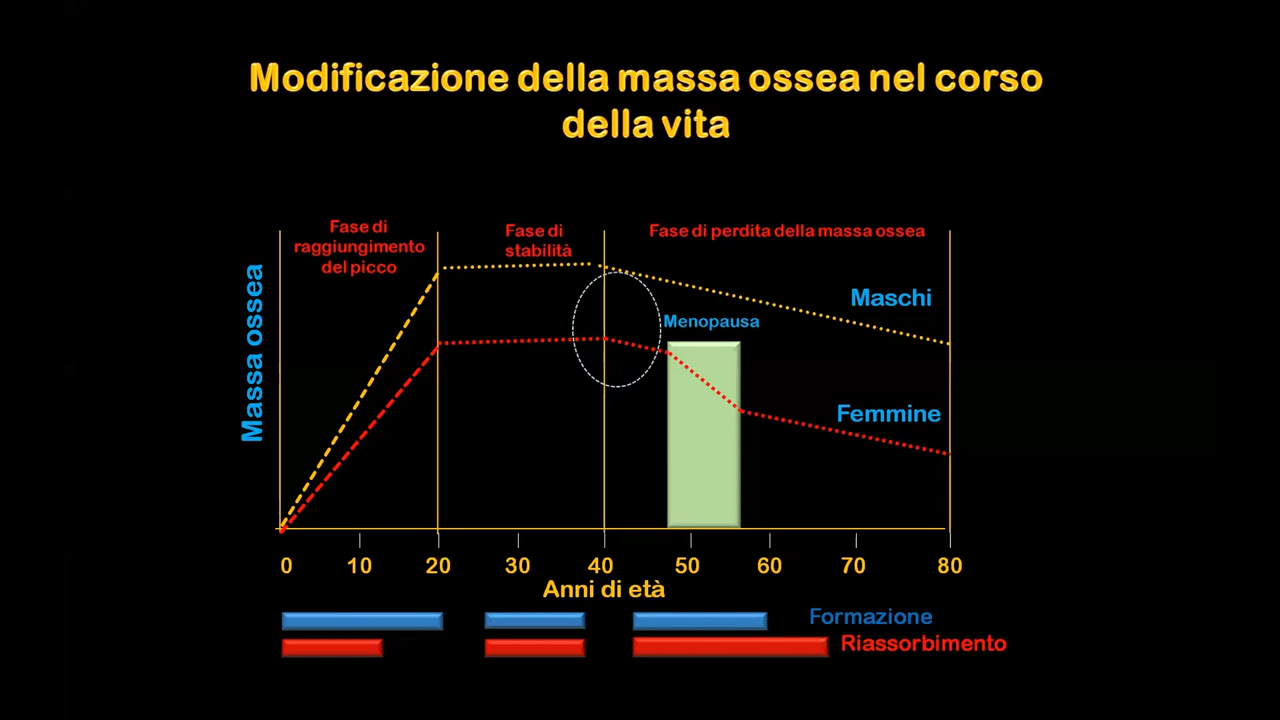 Modificazione della massa ossea nel corso
della vita
Fase di
raggiungimento
del picco
Fase di
stabilità
Fase di perdita della massa ossea
Massa ossea
Maschi
Menopausa
Femmine
0 10 20 30 40 50 60 70 80
Anni di età
Formazione
Riassorbimento